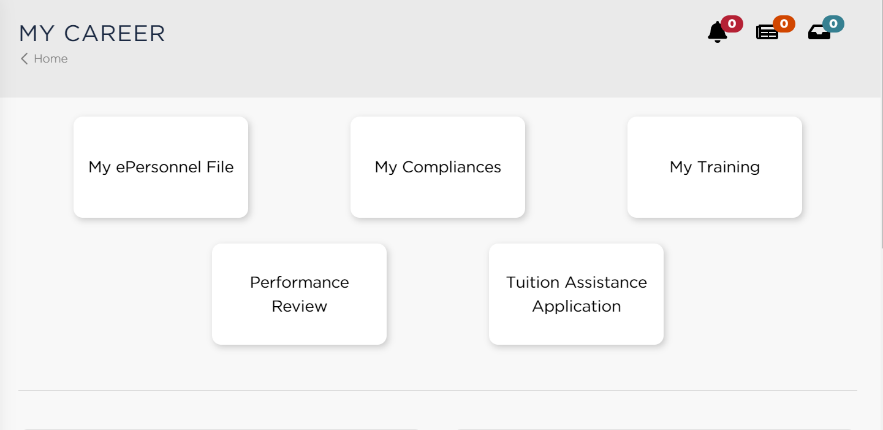 MY CAREER
0
0
0
Home
My ePersonnel File
My Compliances
My Training
Performance
Review
Tuition Assistance
Application